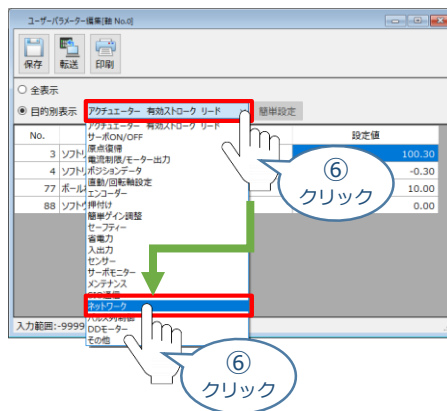 ユーザーパラメーター編集[軸 No.0]
保存 転送 印刷
全表示
目的別表示 アクチュエーター 有効ストローク リード 簡単設定
No. 設定値
3 ソフトリ 100.30
4 ソフトリ -0.30
77 ボール 10.00
88 ソフトウ 0.00
アクチュエーター 有効ストローク リード
サーボON/OFF
原点復帰
電流制限/モーター出力
ポジションデータ
直動/回転軸設定
エンコーダー
押付け
簡単ゲイン調整
セーフティー
省電力
入出力
センサー
サーボモニター
メンテナンス
ネットワーク
パルス列制御
DDモーター
その他
入力範囲:-9999
⑥
クリック
⑥
クリック